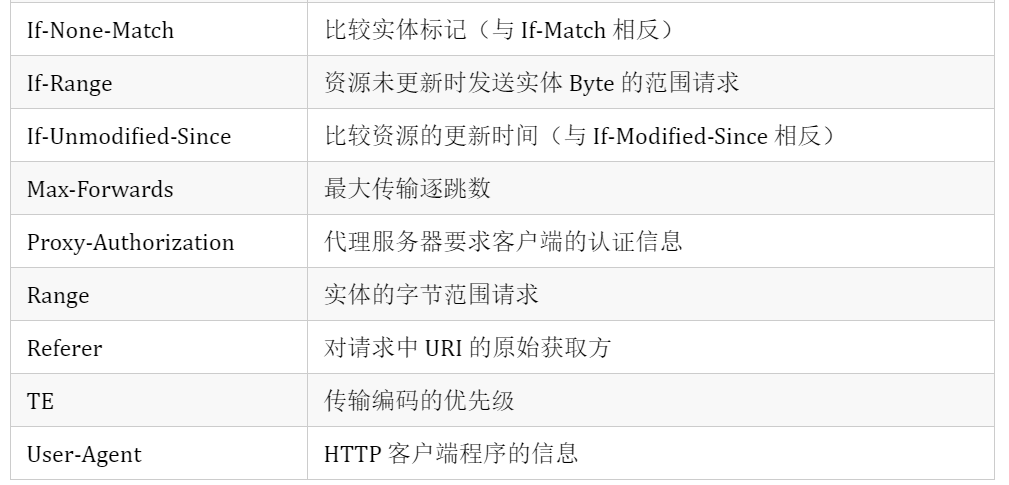 If-None-Match 比较实体标记（与 If-Match 相反）
If-Range 资源未更新时发送实体 Byte 的范围请求
If-Unmodified-Since 比较资源的更新时间（与 If-Modified-Since 相反）
Max-Forwards 最大传输逐跳数
Proxy-Authorization 代理服务器要求客户端的认证信息
Range 实体的字节范围请求
Referer 对请求中 URI 的原始获取方
TE 传输编码的优先级
User-Agent HTTP 客户端程序的信息